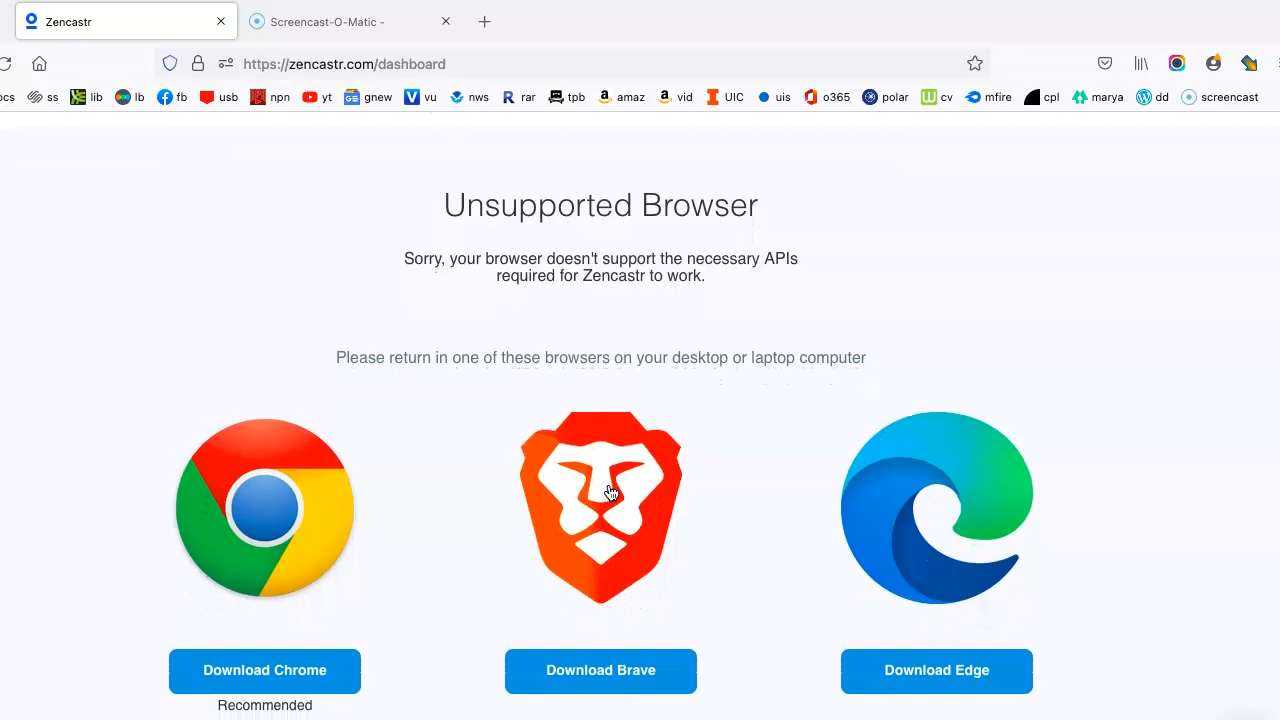 Zencastr
Screencast-O-Matic -
https://zencastr.com/dashboard
ocs ss lib lb fb usb npn yt gnew vu nws rar tpb amaz vid UIC uis o365 polar cv mfire cpl marya dd screencast
Unsupported Browser
Sorry, your browser doesn't support the necessary APIs
required for Zencastr to work.
Please return in one of these browsers on your desktop or laptop computer
Download Chrome
Download Brave
Download Edge
Recommended